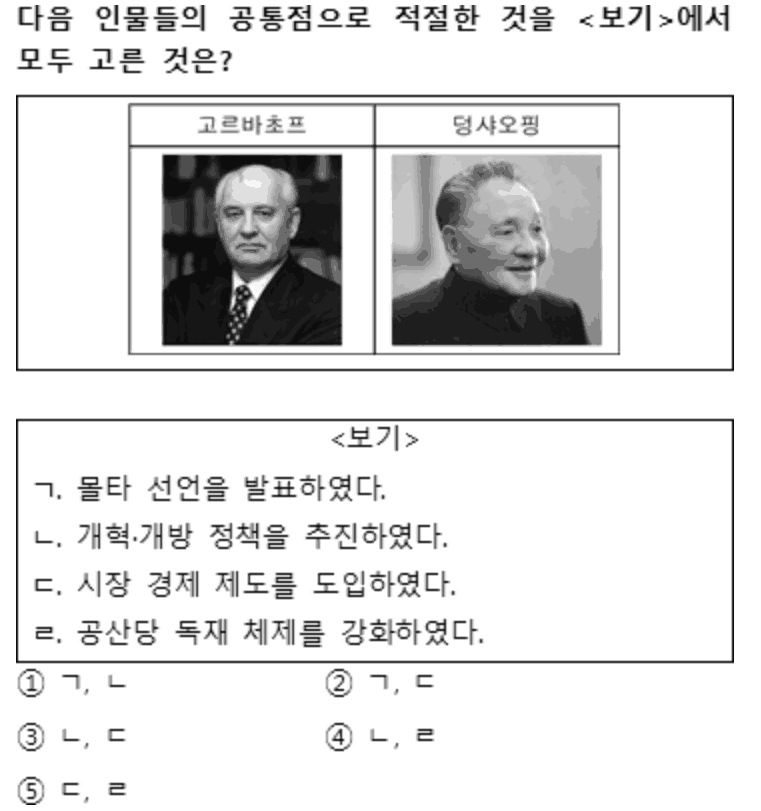 다음 인물들의 공통점으로 적절한 것을 <보기>에서
모두 고른 것은?
고르바초프 덩샤오핑
<보기>
ㄱ. 몰타 선언을 발표하였다.
ㄴ. 개혁·개방 정책을 추진하였다.
ㄷ. 시장 경제 제도를 도입하였다.
ㄹ. 공산당 독재 체제를 강화하였다.
① ㄱ, ㄴ ② ㄱ, ㄷ
③ ㄴ, ㄷ ④ ㄴ, ㄹ
⑤ ㄷ, ㄹ